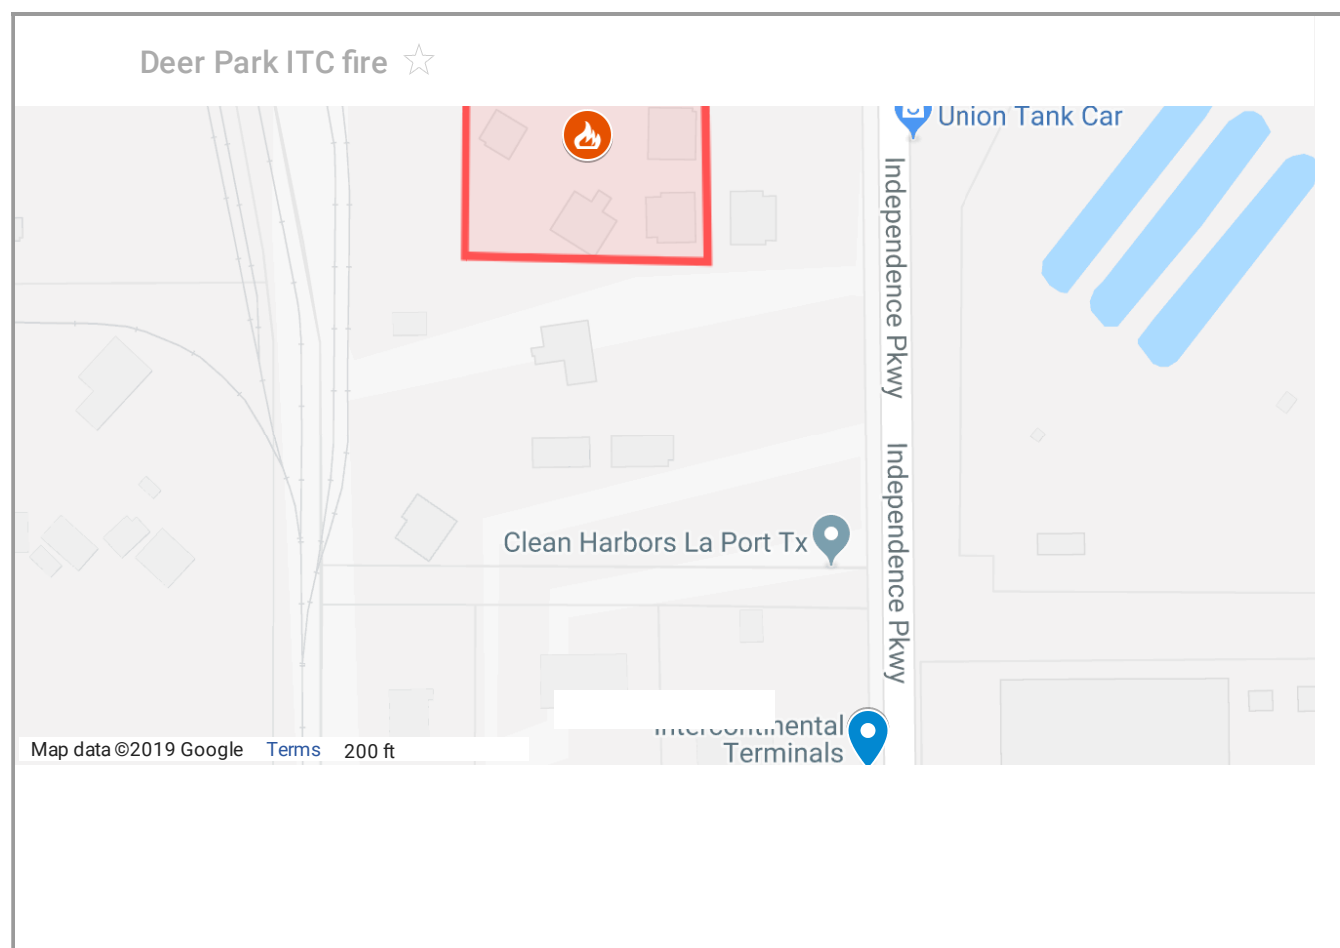 Deer Park ITC fire
Union Tank Car
Independence Pkwy
Independence Pkwy
Clean Harbors La Port Tx
Intercontinental
Terminals
Map data ©2019 Google Terms 200 ft